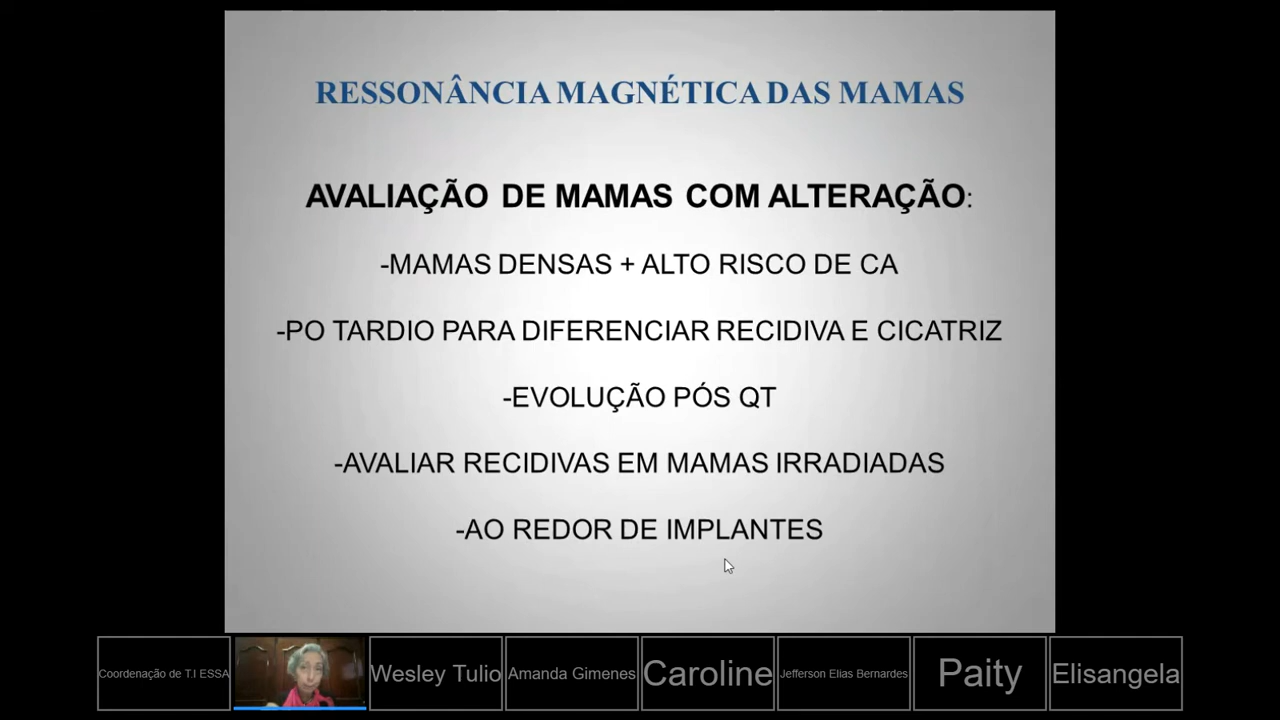 RESSONÂNCIA MAGNÉTICA DAS MAMAS
AVALIAÇÃO DE MAMAS COM ALTERAÇÃO:
-MAMAS DENSAS + ALTO RISCO DE CA
-PO TARDIO PARA DIFERENCIAR RECIDIVA E CICATRIZ
-EVOLUÇÃO PÓS QT
-AVALIAR RECIDIVAS EM MAMAS IRRADIADAS
-AO REDOR DE IMPLANTES
Coordenação de T.I ESSA
Wesley Tulio
Amanda Gimenes
Caroline
Jefferson Elias Bernardes
Paity
Elisangela